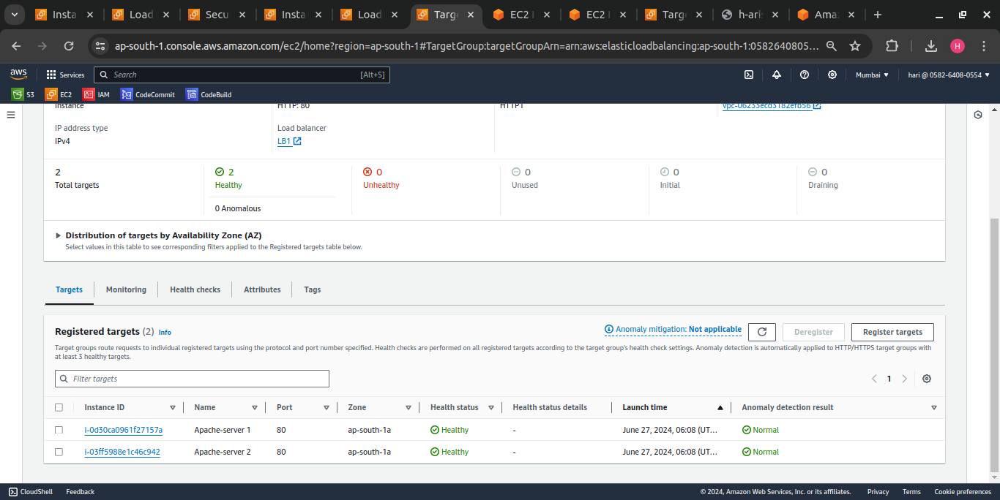 Insta
Load
Secu
Insta
Load
Targ
EC2
EC2
Targ
h-ari
Ama
ap-south-1.console.aws.amazon.com/ec2/home?region=ap-south-1#TargetGroup:targetGroupArn=arn:aws:elasticloadbalancing:ap-south-1:0582640805...
H
aws
Services
Search
[Alt+S]
Mumbai
hari @ 0582-6408-0554
S3
EC2
IAM
CodeCommit
CodeBuild
Instance
HTTP: 80
HTTP1
vpc-06233ecd3182efb56
IP address type
Load balancer
IPv4
LB1
2
2
0
0
0
0
Total targets
Healthy
Unhealthy
Unused
Initial
Draining
0 Anomalous
Distribution of targets by Availability Zone (AZ)
Select values in this table to see corresponding filters applied to the Registered targets table below.
Targets
Monitoring
Health checks
Attributes
Tags
Registered targets (2) Info
Anomaly mitigation: Not applicable
Deregister
Register targets
Target groups route requests to individual registered targets using the protocol and port number specified. Health checks are performed on all registered targets according to the target group's health check settings. Anomaly detection is automatically applied to HTTP/HTTPS target groups with
at least 3 healthy targets.
Filter targets
1
Instance ID Name Port Zone Health status Health status details Launch time Anomaly detection result
i-0d30ca0961f27157a Apache-server 1 80 ap-south-1a Healthy - June 27, 2024, 06:08 (UT... Normal
i-03ff5988e1c46c942 Apache-server 2 80 ap-south-1a Healthy - June 27, 2024, 06:08 (UT... Normal
CloudShell
Feedback
© 2024, Amazon Web Services, Inc. or its affiliates.
Privacy
Terms
Cookie preferences